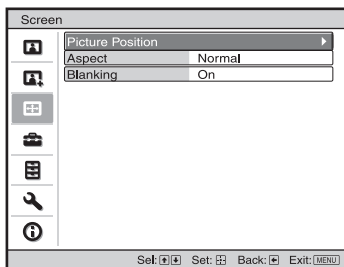 Screen
Picture Position
Aspect Normal
Blanking On
Sel: Set: Back: Exit: MENU